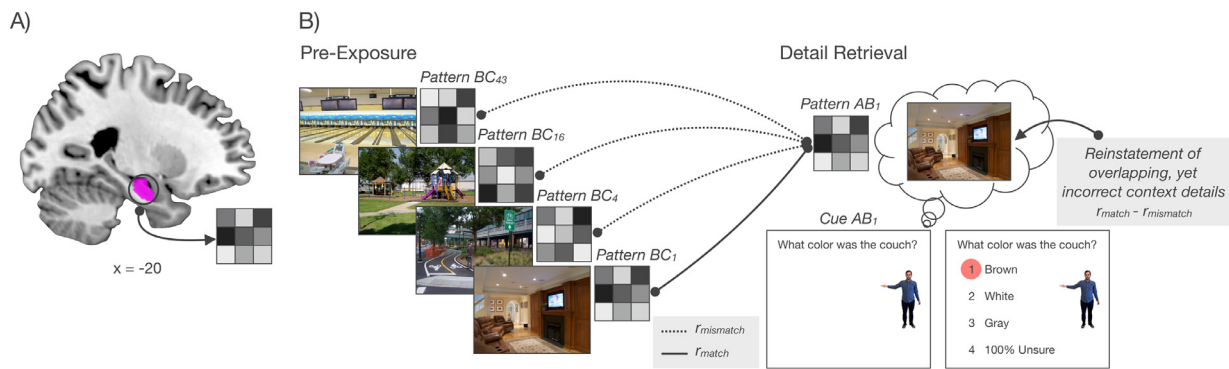 A)
x = -20
B)
Pre-Exposure
Pattern BC43
Pattern BC16
Pattern BC4
Pattern BC1
rmismatch
rmatch
Detail Retrieval
Pattern AB1
Reinstatement of
overlapping, yet
incorrect context details
rmatch - rmismatch
Cue AB1
What color was the couch?
What color was the couch?
1 Brown
2 White
3 Gray
4 100% Unsure